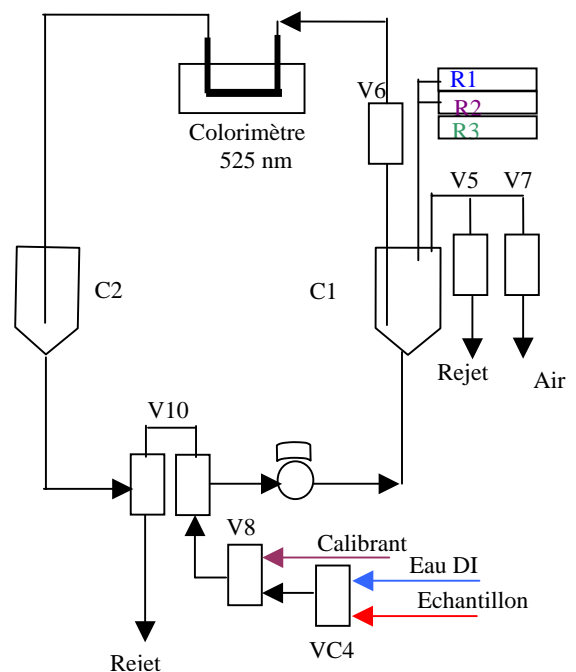 R1
V6
R2
Colorimètre
R3
525 nm
V5 V7
C2
C1
Rejet
Air
V10
V8
Calibrant
Eau DI
Echantillon
VC4
Rejet